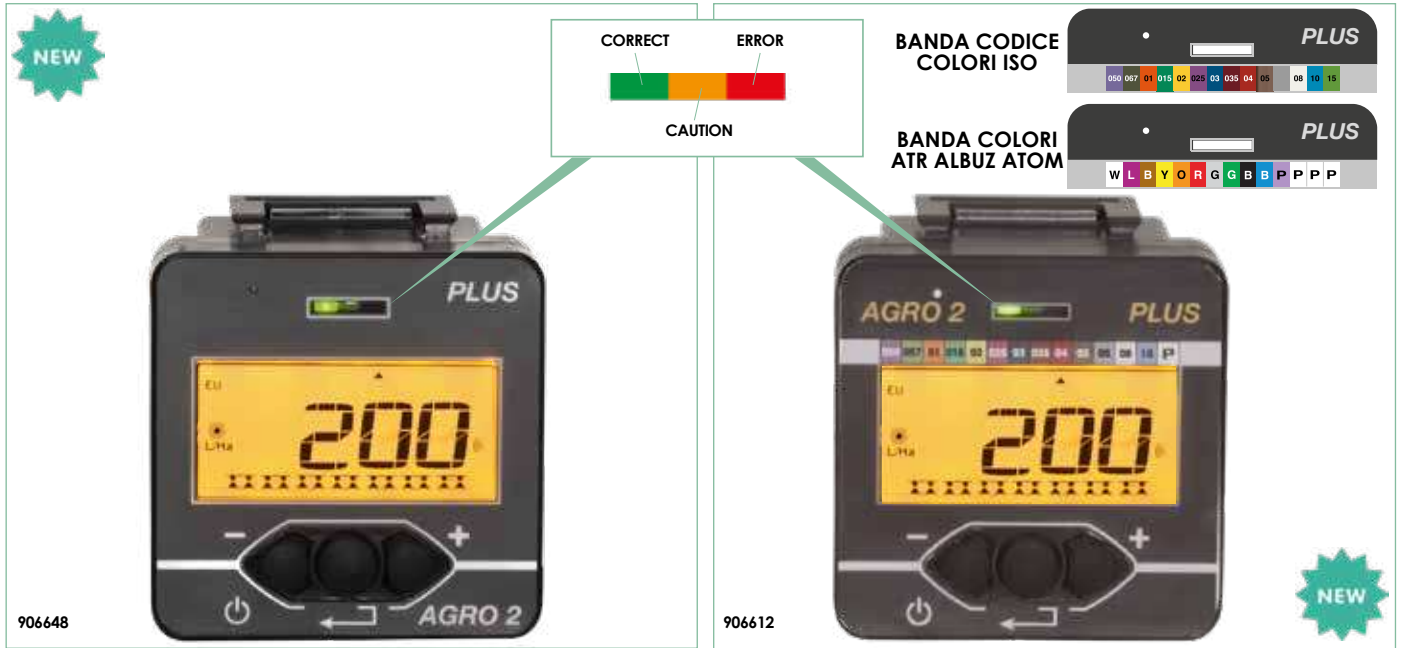 NEW
CORRECT
ERROR
CAUTION
BANDA CODICE
COLORI ISO
PLUS
050 067 01 015 02 025 03 035 04 05 08 10 15
BANDA COLORI
ATR ALBUZ ATOM
PLUS
W L B Y O R G G B B P P P P
PLUS
EU
200
L/Ha
- +
AGRO 2
906648
AGRO 2 PLUS
02
04
P
EU
200
L/Ha
- +
906612
NEW